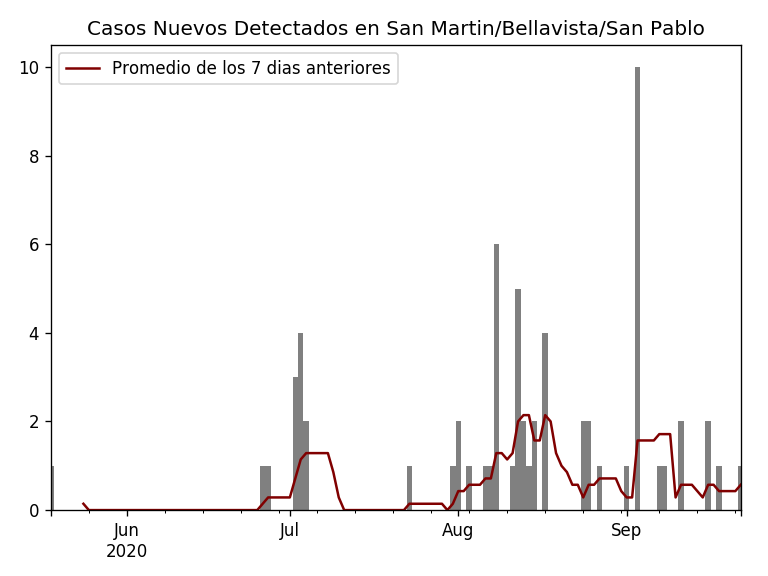 Casos Nuevos Detectados en San Martin/Bellavista/San Pablo
Promedio de los 7 dias anteriores
10
8
6
4
2
0
Jun Jul Aug Sep
2020